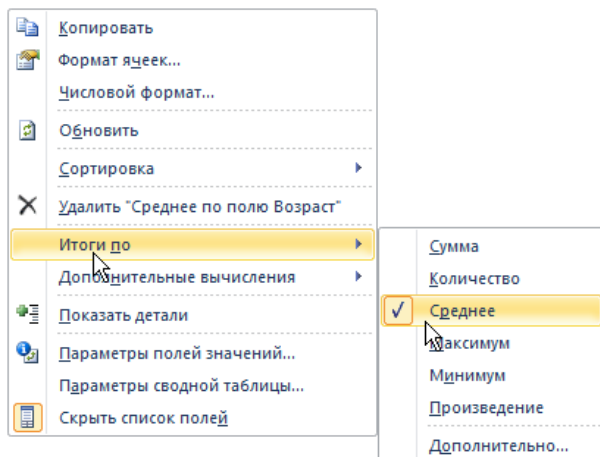 Копировать
Формат ячеек...
Числовой формат...
Обновить
Сортировка
Удалить "Среднее по полю Возраст"
Итоги по
Дополнительные вычисления
Показать детали
Параметры полей значений...
Параметры сводной таблицы...
Скрыть список полей
Сумма
Количество
Среднее
Максимум
Минимум
Произведение
Дополнительно...